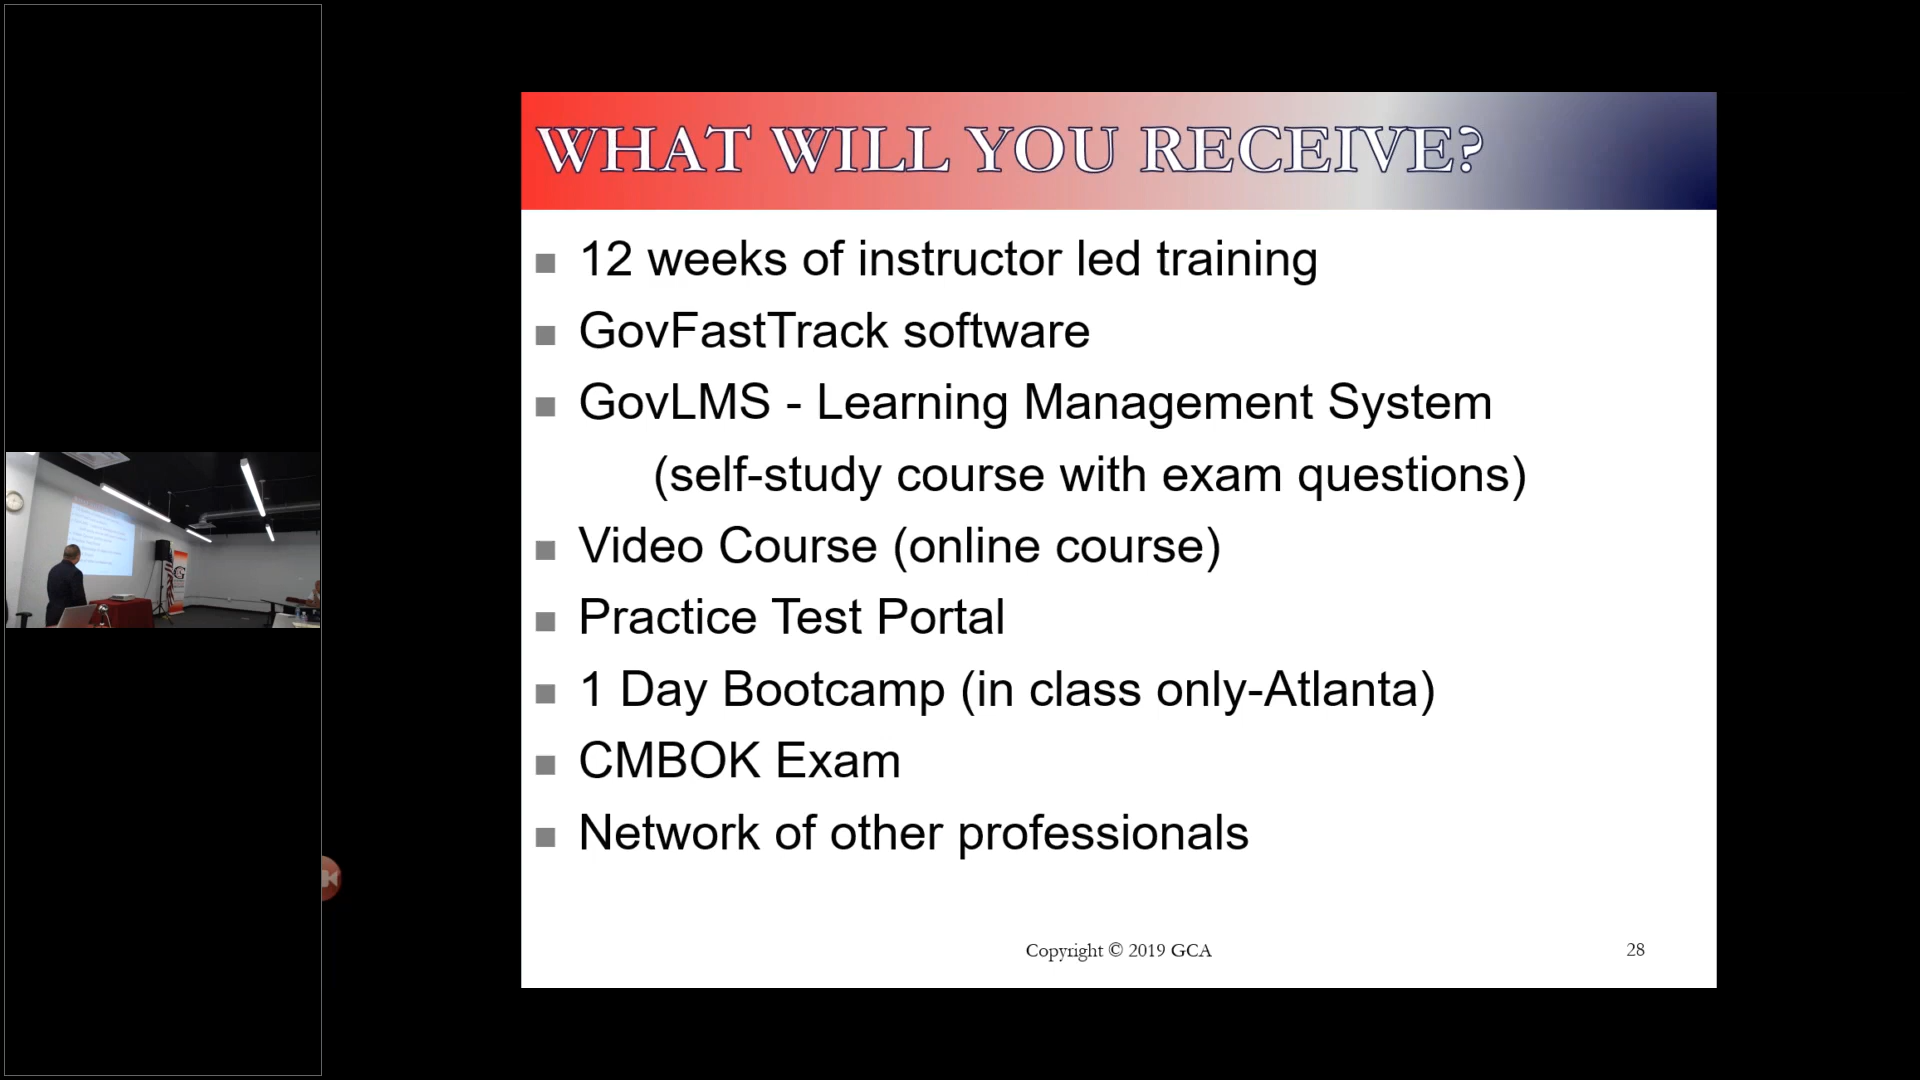 WHAT WILL YOU RECEIVE?
12 weeks of instructor led training
GovFastTrack software
GovLMS - Learning Management System
(self-study course with exam questions)
Video Course (online course)
Practice Test Portal
1 Day Bootcamp (in class only-Atlanta)
CMBOK Exam
Network of other professionals
Copyright © 2019 GCA
28